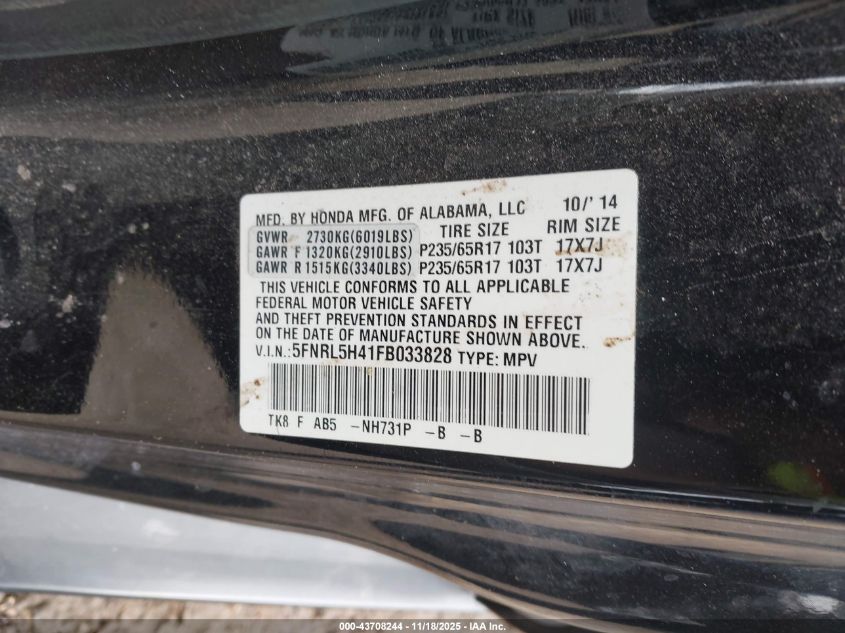 MFD. BY HONDA MFG. OF ALABAMA, LLC 10/'14
TIRE SIZE RIM SIZE
GVWR 2730KG(6019LBS)
GAWR F 1320KG(2910LBS) P235/65R17 103T 17X7J
GAWR R 1515KG(3340LBS) P235/65R17 103T 17X7J
THIS VEHICLE CONFORMS TO ALL APPLICABLE
FEDERAL MOTOR VEHICLE SAFETY
AND THEFT PREVENTION STANDARDS IN EFFECT
ON THE DATE OF MANUFACTURE SHOWN ABOVE.
V.I.N.:5FNRL5H41FB033828 TYPE:MPV
TK8 F AB5 -NH731P -B -B
000-43708244 - 11/18/2025 - IAA Inc.